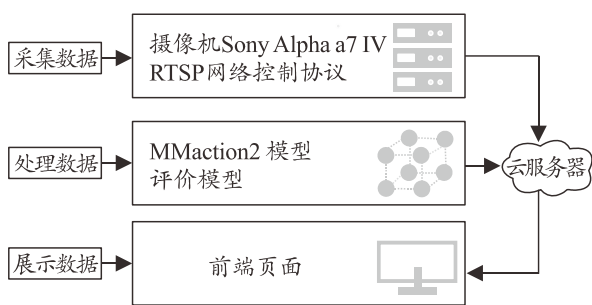 采集数据
摄像机Sony Alpha a7 IV
RTSP网络控制协议
处理数据
MMaction2 模型
评价模型
云服务器
展示数据
前端页面